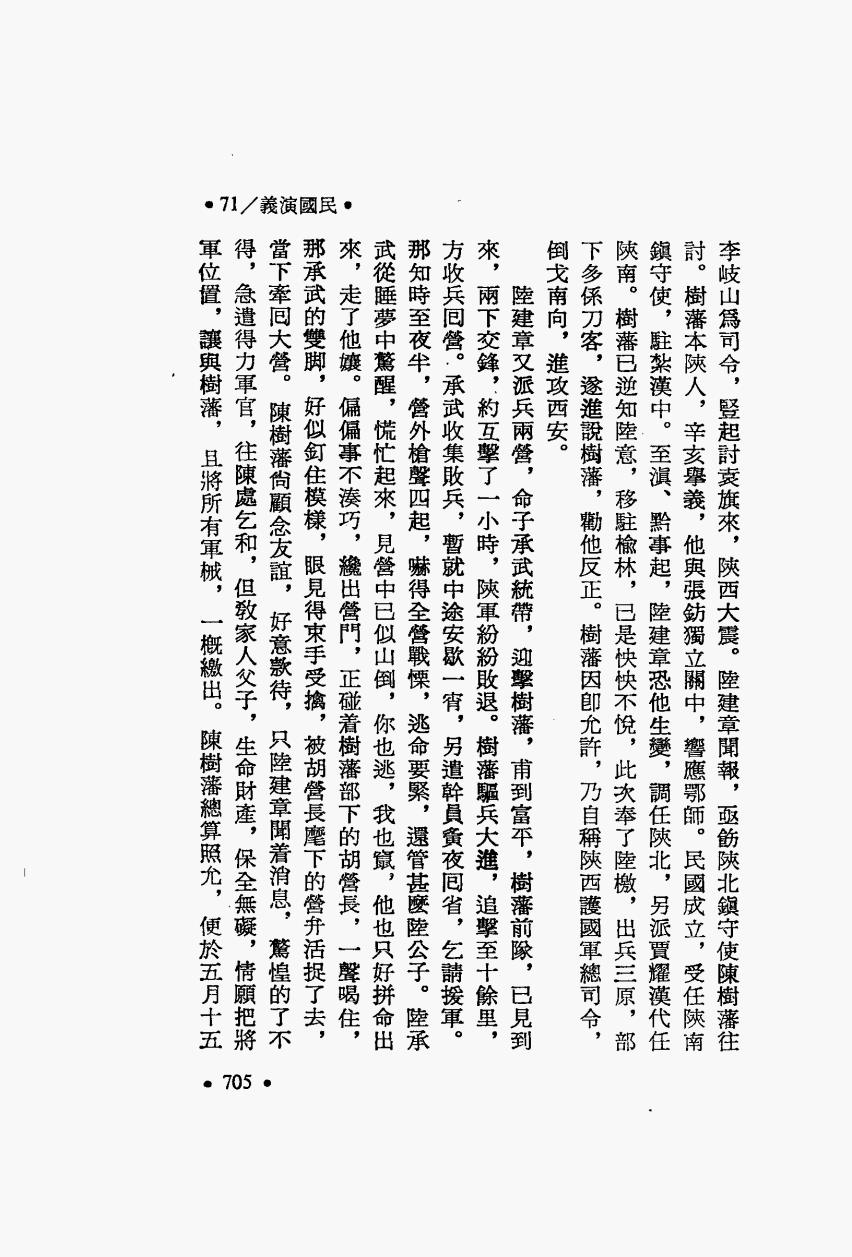 •71／義演國民•
李岐山爲司令，豎起討袁旗來，陝西大震。陸建章聞報，亟飭陝北鎮守使陳樹藩往
討。樹藩本陝人，辛亥舉義，他與張鈁獨立關中，響應鄂師。民國成立，受任陝南
鎮守使，駐紮漢中。至滇、黔事起，陸建章恐他生變，調任陝北，另派賈耀漢代任
陝南。樹藩已逆知陸意，移駐榆林，已是怏怏不悅，此次奉了陸檄，出兵三原，部
下多係刀客，遂進說樹藩，勸他反正。樹藩因卽允許，乃自稱陝西護國軍總司令，
倒戈南向，進攻西安。
陸建章又派兵兩營，命子承武統帶，迎擊樹藩，甫到富平，樹藩前隊，已見到
來，兩下交鋒，約互擊了一小時，陝軍紛紛敗退。樹藩驅兵大進，追擊至十餘里，
方收兵囘營。承武收集敗兵，暫就中途安歇一宵，另遣幹員夤夜囘省，乞請援軍。
那知時至夜半，營外槍聲四起，嚇得全營戰慄，逃命要緊，還管甚麼陸公子。陸承
武從睡夢中驚醒，慌忙起來，見營中已似山倒，你也逃，我也竄，他也只好拼命出
來，走了他孃。偏偏事不湊巧，纔出營門，正碰着樹藩部下的胡營長，一聲喝住，
那承武的雙脚，好似釘住模樣，眼見得束手受擒，被胡營長麾下的營弁活捉了去，
當下牽囘大營。陳樹藩尙顧念友誼，好意款待，只陸建章聞着消息，驚惶的了不
得，急遣得力軍官，往陳處乞和，但敎家人父子，生命財產，保全無礙，情願把將
軍位置，讓與樹藩，且將所有軍械，一槪繳出。陳樹藩總算照允，便於五月十五
•705•